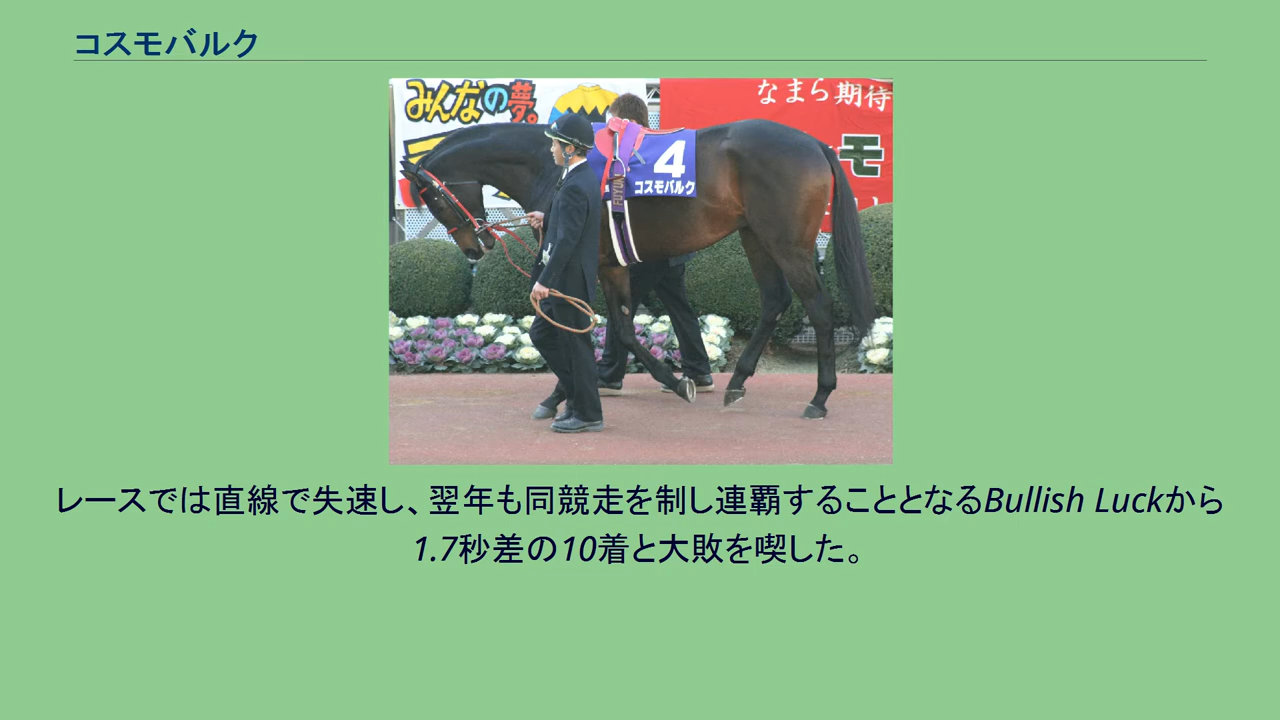 コスモバルク
みんなの夢。
なまら期待
モ
4
コスモバルク
レースでは直線で失速し、翌年も同競走を制し連覇することとなるBullish Luckから
1.7秒差の10着と大敗を喫した。